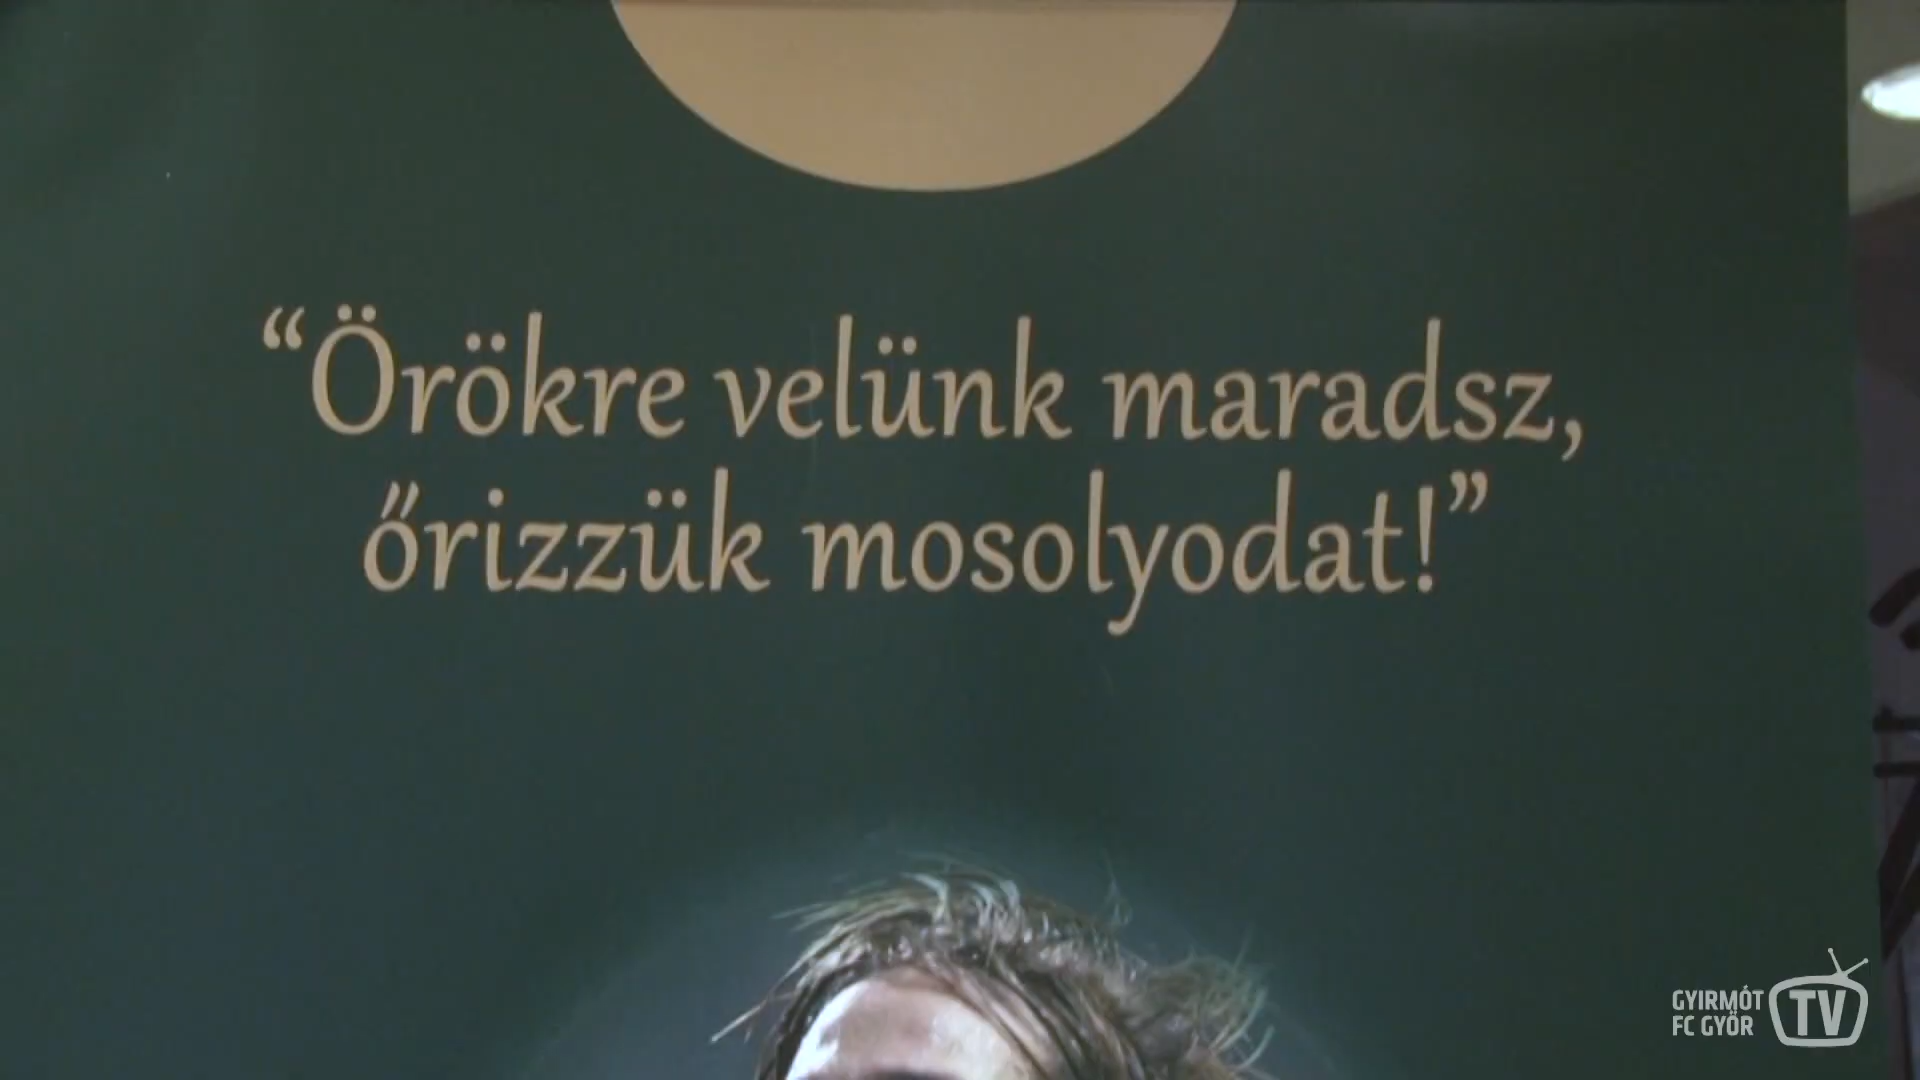 “Örökre velünk maradsz,
őrizzük mosolyodat!”
GYIRMÓT
FC GYŐR
TV